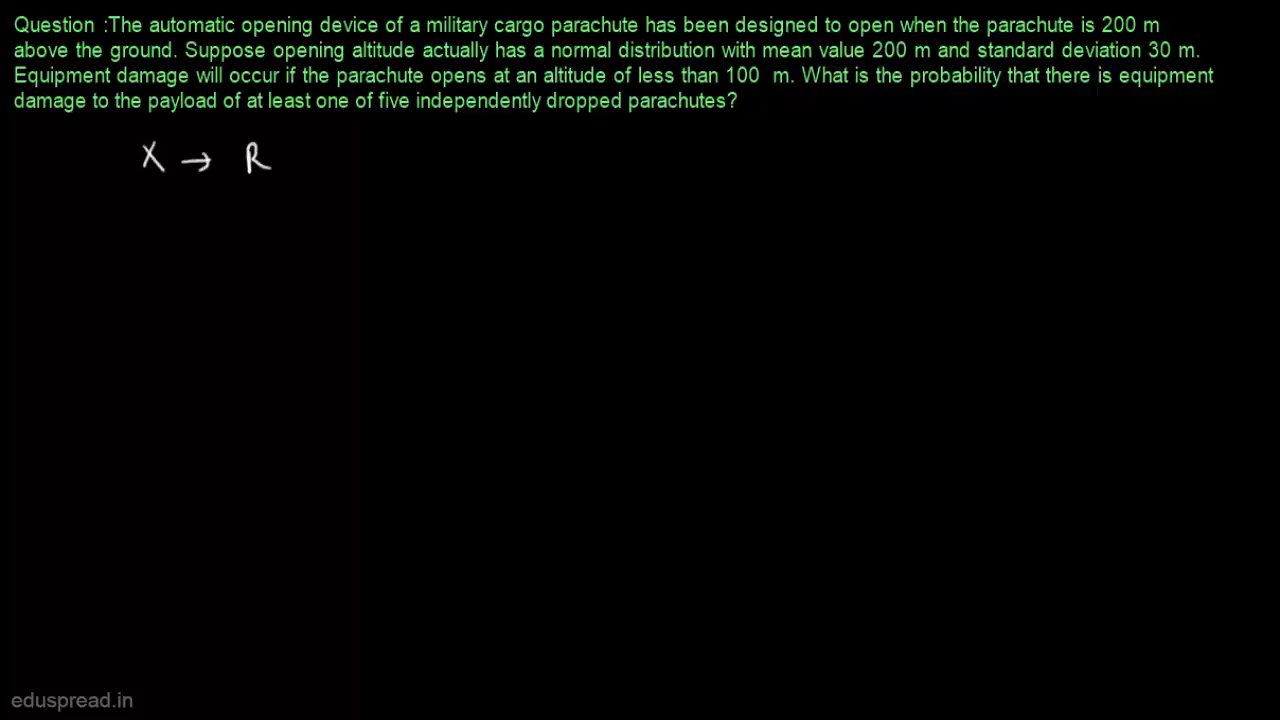 Question :The automatic opening device of a military cargo parachute has been designed to open when the parachute is 200 m
above the ground. Suppose opening altitude actually has a normal distribution with mean value 200 m and standard deviation 30 m.
Equipment damage will occur if the parachute opens at an altitude of less than 100 m. What is the probability that there is equipment
damage to the payload of at least one of five independently dropped parachutes?
X → R
eduspread.in